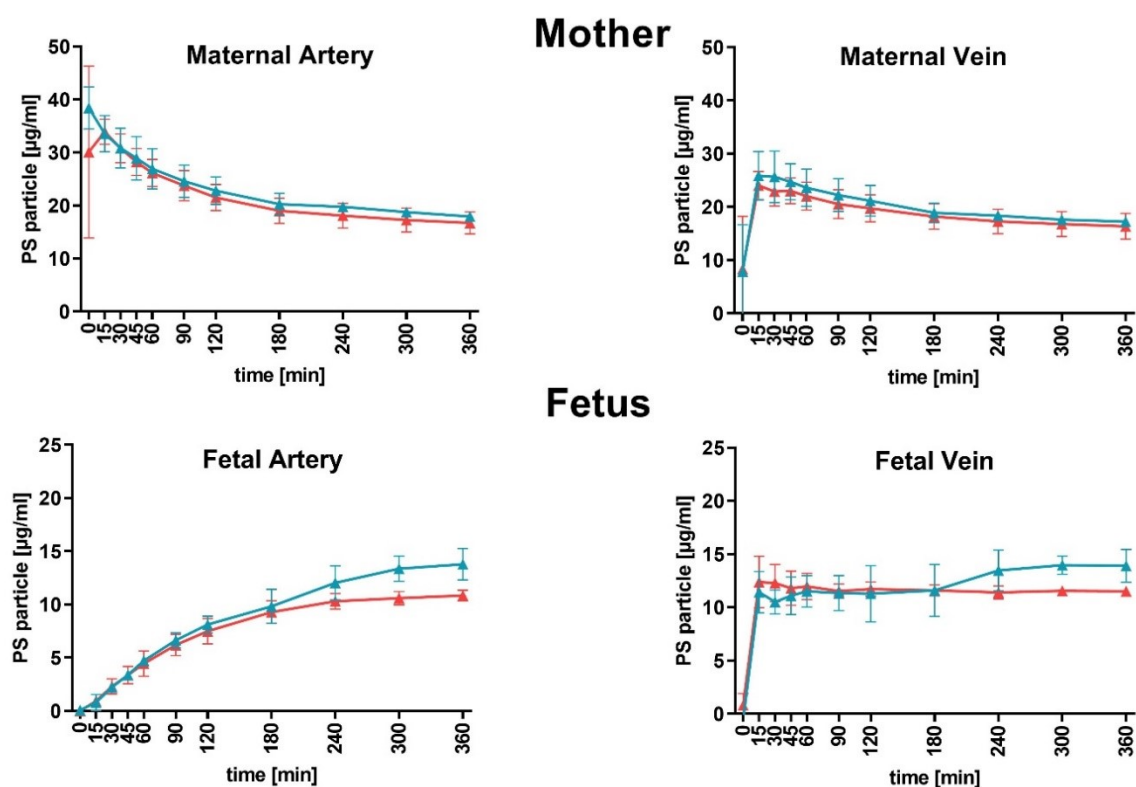 Mother
Maternal Artery
PS particle [µg/ml]
50
40
30
20
10
0
0 15 30 45 60 90 120 180 240 300 360
time [min]
Maternal Vein
PS particle [µg/ml]
50
40
30
20
10
0
0 15 30 45 60 90 120 180 240 300 360
time [min]
Fetus
Fetal Artery
PS particle [µg/ml]
25
20
15
10
5
0
0 15 30 45 60 90 120 180 240 300 360
time [min]
Fetal Vein
PS particle [µg/ml]
25
20
15
10
5
0
0 15 30 45 60 90 120 180 240 300 360
time [min]